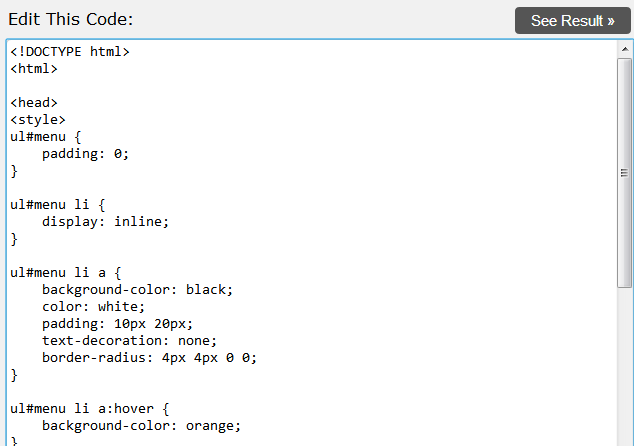 Edit This Code:
See Result »
<!DOCTYPE html>
<html>

<head>
<style>
ul#menu {
    padding: 0;
}

ul#menu li {
    display: inline;
}

ul#menu li a {
    background-color: black;
    color: white;
    padding: 10px 20px;
    text-decoration: none;
    border-radius: 4px 4px 0 0;
}

ul#menu li a:hover {
    background-color: orange;
}